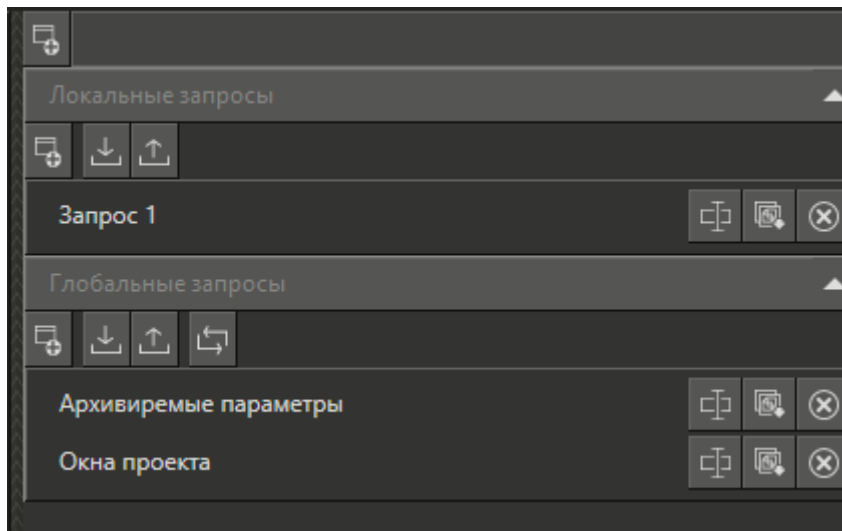 Локальные запросы
Запрос 1
Глобальные запросы
Архивиремые параметры
Окна проекта